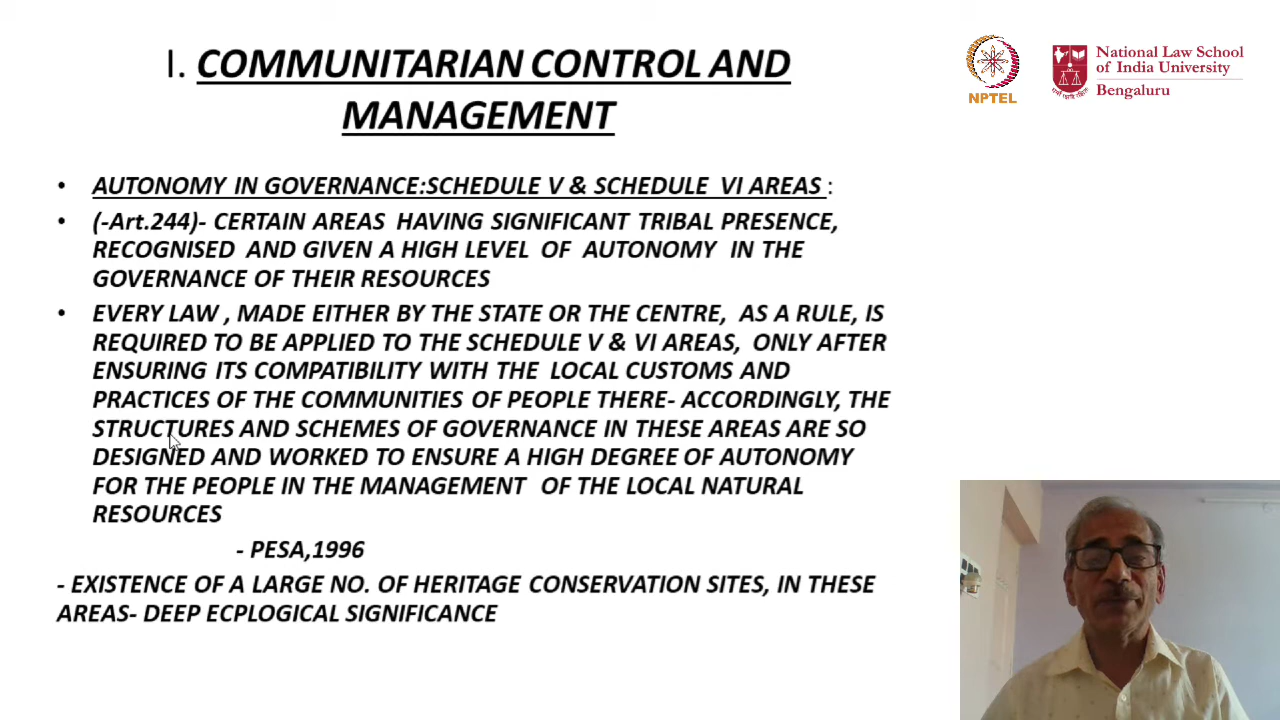 I. COMMUNITARIAN CONTROL AND
MANAGEMENT
NPTEL
National Law School
of India University
Bengaluru
• AUTONOMY IN GOVERNANCE:SCHEDULE V & SCHEDULE VI AREAS :
• (-Art.244)- CERTAIN AREAS HAVING SIGNIFICANT TRIBAL PRESENCE,
RECOGNISED AND GIVEN A HIGH LEVEL OF AUTONOMY IN THE
GOVERNANCE OF THEIR RESOURCES
• EVERY LAW , MADE EITHER BY THE STATE OR THE CENTRE, AS A RULE, IS
REQUIRED TO BE APPLIED TO THE SCHEDULE V & VI AREAS, ONLY AFTER
ENSURING ITS COMPATIBILITY WITH THE LOCAL CUSTOMS AND
PRACTICES OF THE COMMUNITIES OF PEOPLE THERE- ACCORDINGLY, THE
STRUCTURES AND SCHEMES OF GOVERNANCE IN THESE AREAS ARE SO
DESIGNED AND WORKED TO ENSURE A HIGH DEGREE OF AUTONOMY
FOR THE PEOPLE IN THE MANAGEMENT OF THE LOCAL NATURAL
RESOURCES
- PESA,1996
- EXISTENCE OF A LARGE NO. OF HERITAGE CONSERVATION SITES, IN THESE
AREAS- DEEP ECPLOGICAL SIGNIFICANCE